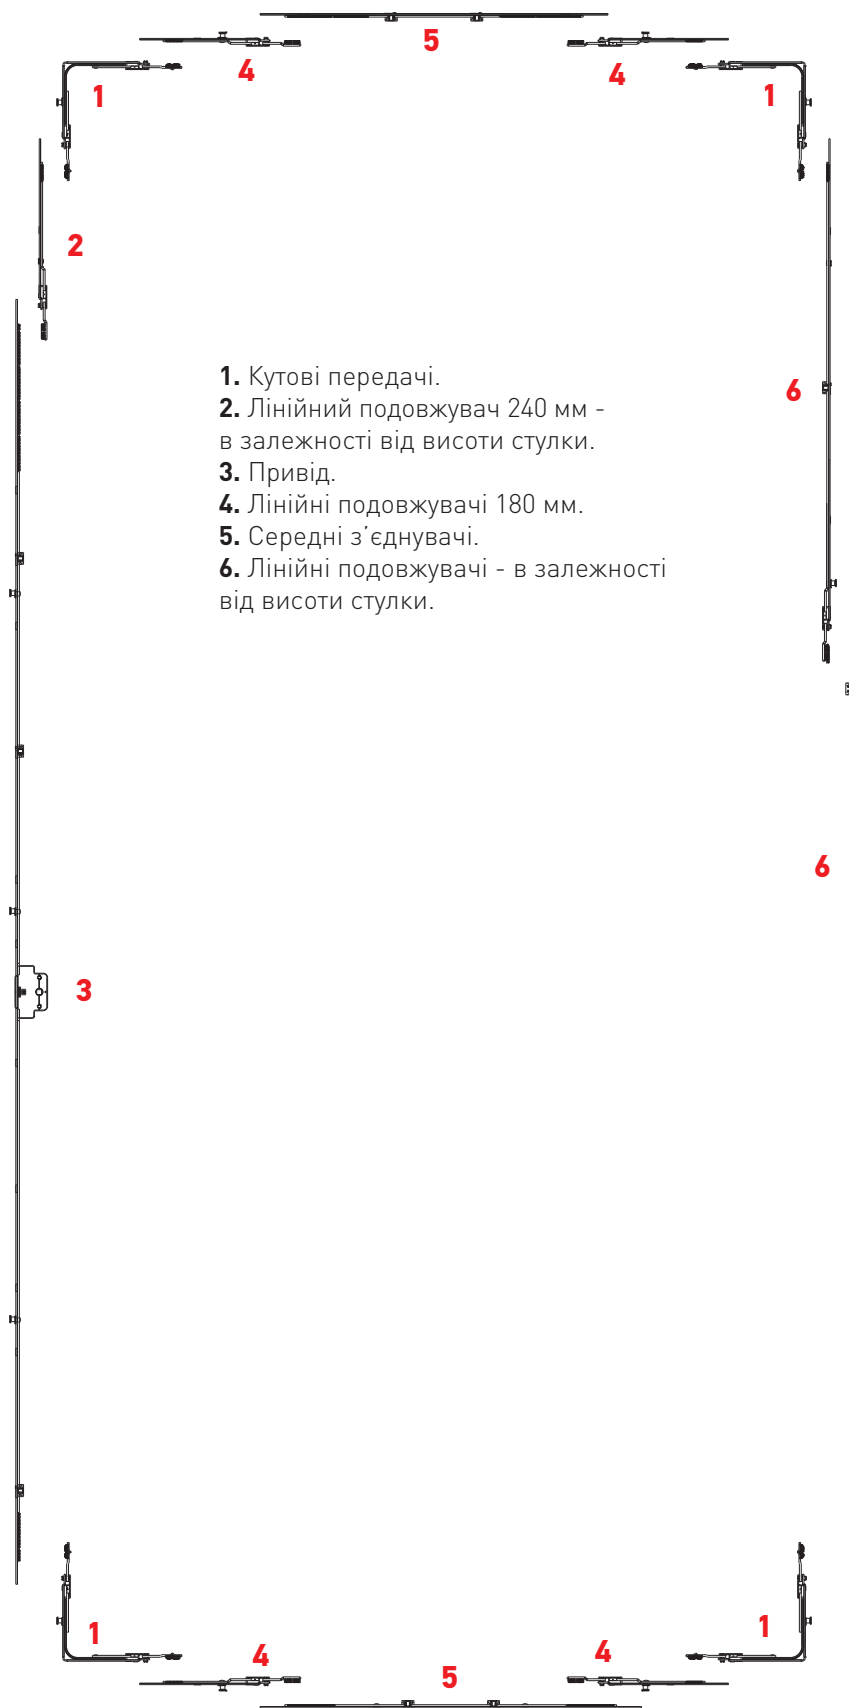 5
4
4
1
1
2
1. Кутові передачі.
2. Лінійний подовжувач 240 мм -
в залежності від висоти стулки.
3. Привід.
4. Лінійні подовжувачі 180 мм.
5. Середні з’єднувачі.
6. Лінійні подовжувачі - в залежності
від висоти стулки.
6
6
3
1
1
4
4
5